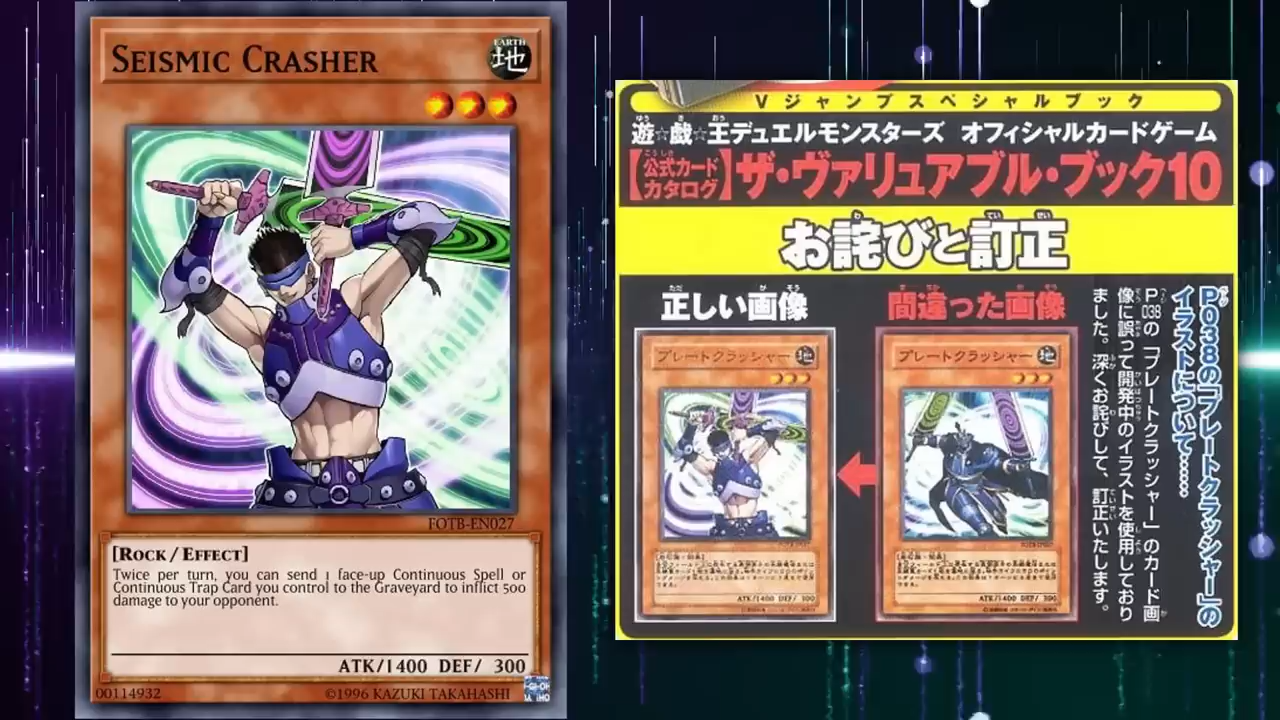 SEISMIC CRASHER
EARTH
地
FOTB-EN027
[ROCK/EFFECT]
Twice per turn, you can send 1 face-up Continuous Spell or
Continuous Trap Card you control to the Graveyard to inflict 500
damage to your opponent.
ATK/1400 DEF/ 300
00114932
©1996 KAZUKI TAKAHASHI
Vジャンプスペシャルブック
遊☆戯☆王デュエルモンスターズ オフィシャルカードゲーム
【公式カードカタログ】ザ・ヴァリュアブル・ブック10
お詫びと訂正
P038の「プレートクラッシャー」の
イラストについて……
P038の「プレートクラッシャー」のカード画
像に誤って開発中のイラストを使用しており
ました。深くお詫びして、訂正いたします。
正しい画像
間違った画像
プレートクラッシャー
地
ATK/1400 DEF/ 300
プレートクラッシャー
地
ATK/1400 DEF/ 300